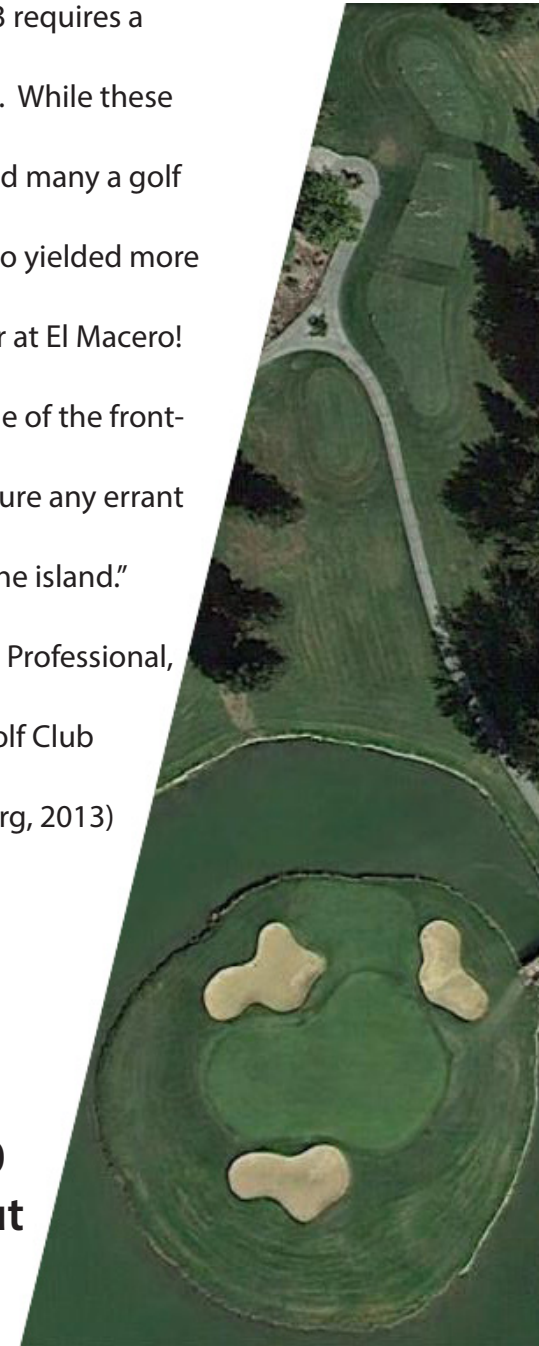 3 requires a
. While these
d many a golf
o yielded more
r at El Macero!
e of the front-
ure any errant
he island.”
Professional,
olf Club
rg, 2013)
0
ut